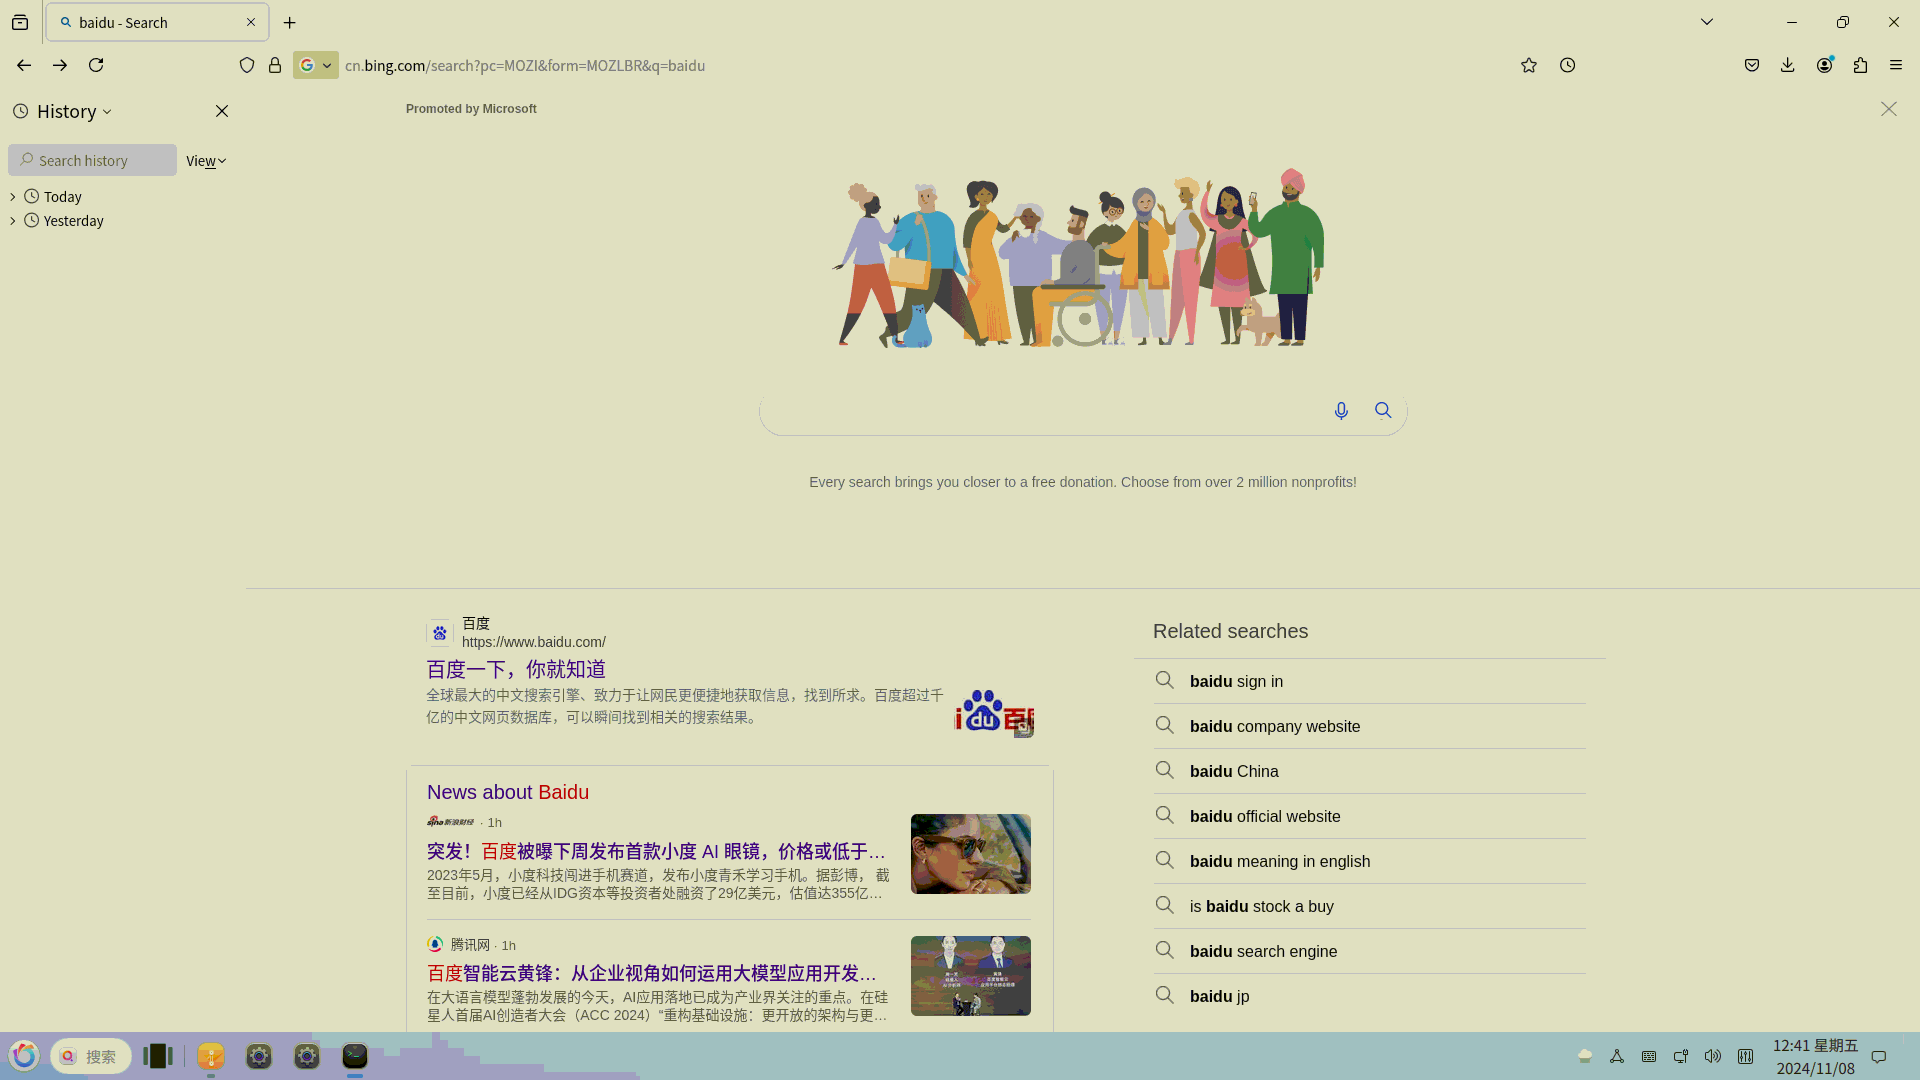 baidu - Search
cn.bing.com/search?pc=MOZI&form=MOZLBR&q=baidu
History
Search history
View
Today
Yesterday
Promoted by Microsoft
Every search brings you closer to a free donation. Choose from over 2 million nonprofits!
百度
https://www.baidu.com/
百度一下，你就知道
全球最大的中文搜索引擎、致力于让网民更便捷地获取信息，找到所求。百度超过千
亿的中文网页数据库，可以瞬间找到相关的搜索结果。
du 百
News about Baidu
sina 新浪财经 · 1h
突发！百度被曝下周发布首款小度 AI 眼镜，价格或低于…
2023年5月，小度科技闯进手机赛道，发布小度青禾学习手机。据彭博， 截
至目前，小度已经从IDG资本等投资者处融资了29亿美元，估值达355亿…
腾讯网 · 1h
百度智能云黄锋：从企业视角如何运用大模型应用开发…
在大语言模型蓬勃发展的今天，AI应用落地已成为产业界关注的重点。在硅
星人首届AI创造者大会（ACC 2024）“重构基础设施：更开放的架构与更…
Related searches
baidu sign in
baidu company website
baidu China
baidu official website
baidu meaning in english
is baidu stock a buy
baidu search engine
baidu jp
搜索
12:41 星期五
2024/11/08